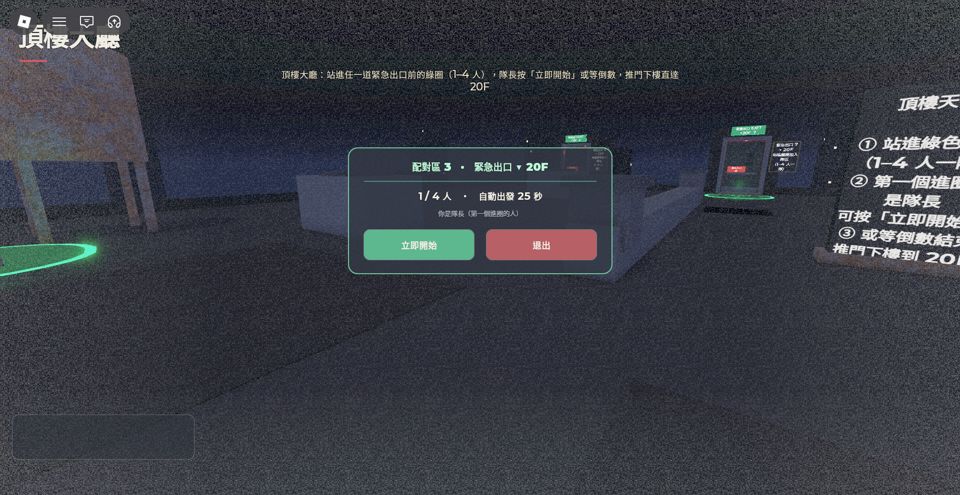 頂樓大廳
頂樓大廳：站進任一道緊急出口前的綠圈（1–4 人），隊長按「立即開始」或等倒數，推門下樓直達
20F
配對區 3 • 緊急出口 ▼ 20F
1 / 4 人 • 自動出發 25 秒
你是隊長（第一個進圈的人）
立即開始
退出
頂樓天
① 站進綠色
（1–4 人一
② 第一個進圈
是隊長
可按「立即開始
③ 或等倒數結束
推門下樓到 20F